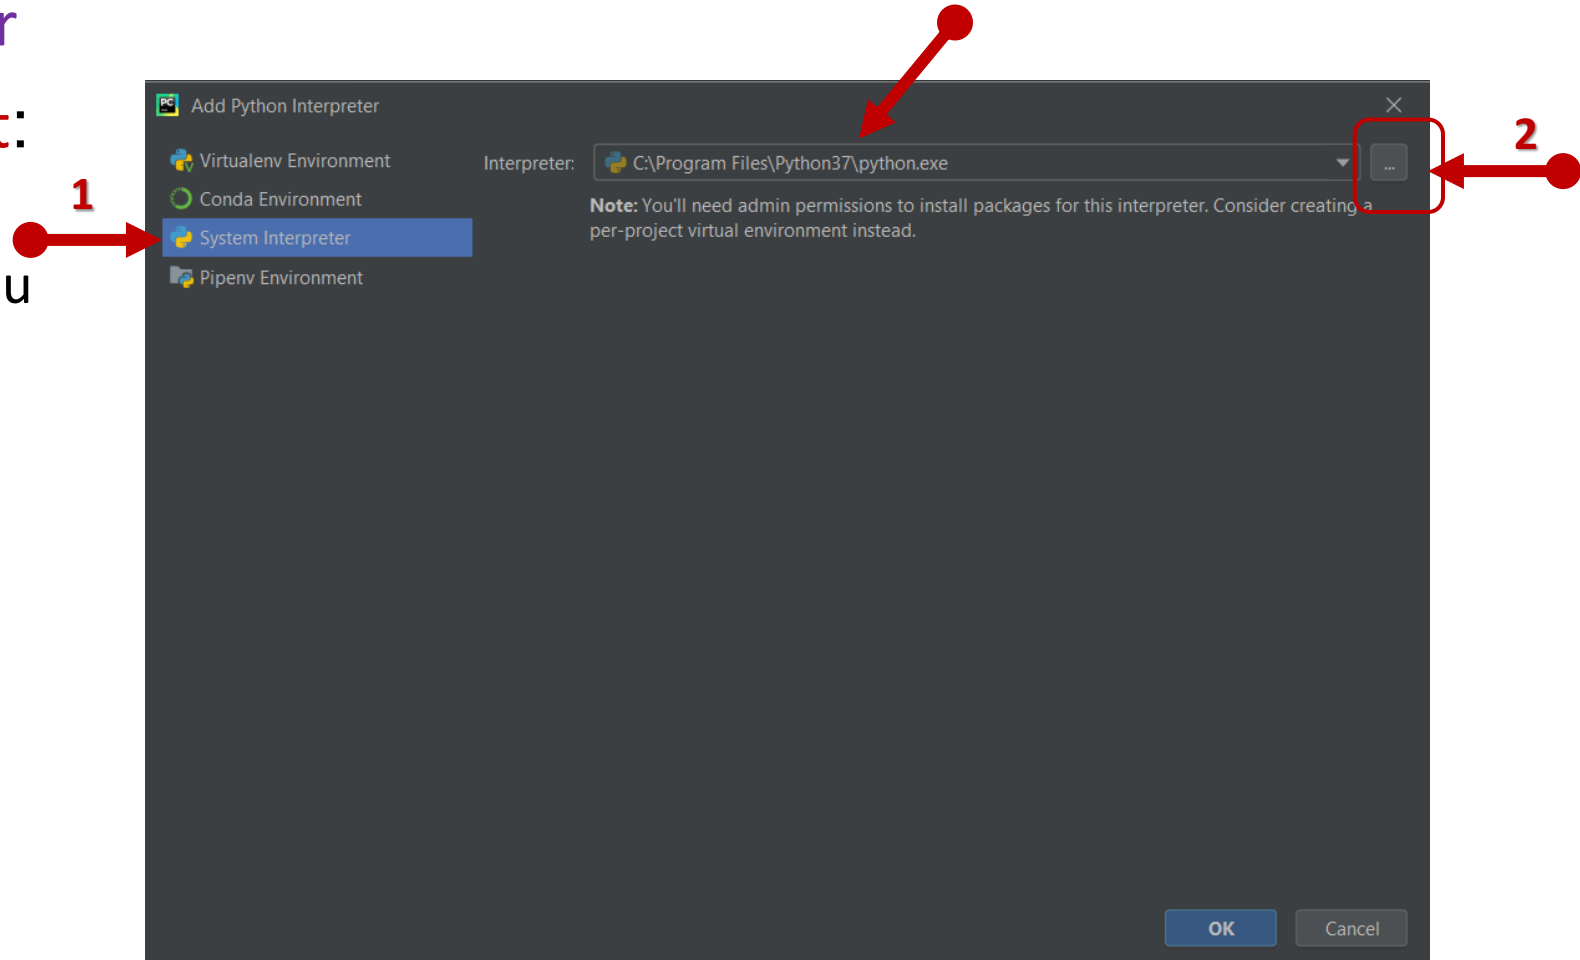 r
t:
u
1
2
PC
Add Python Interpreter
Virtualenv Environment
Conda Environment
System Interpreter
Pipenv Environment
Interpreter: C:\Program Files\Python37\python.exe ...
Note: You'll need admin permissions to install packages for this interpreter. Consider creating a
per-project virtual environment instead.
OK Cancel